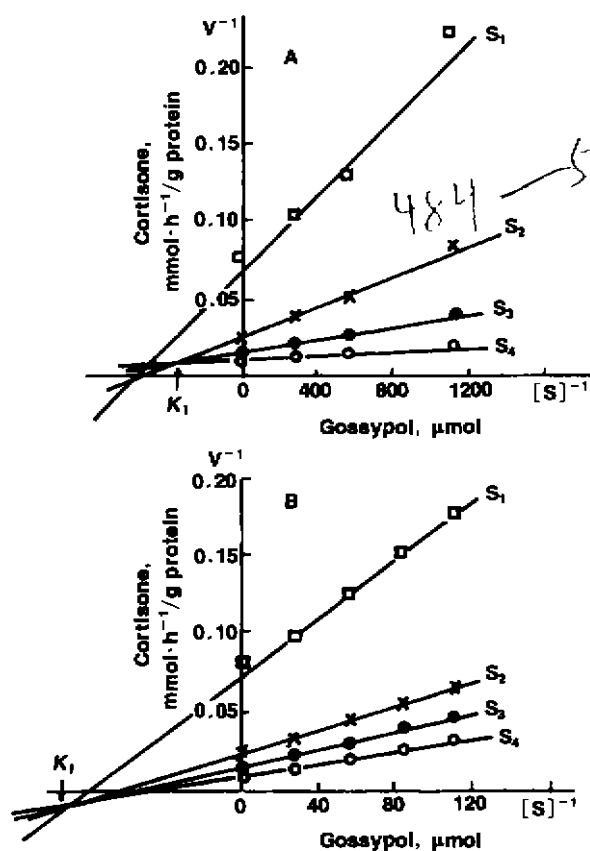 V⁻¹
A
S₁
0.20
0.15
0.10
0.05
Cortisone,
mmol·h⁻¹/g protein
484
S₂
S₃
S₄
K₁
0 400 800 1200 [S]⁻¹
Gossypol, μmol
V⁻¹
B
S₁
0.20
0.15
0.10
0.05
Cortisone,
mmol·h⁻¹/g protein
S₂
S₃
S₄
K₁
0 40 80 120 [S]⁻¹
Gossypol, μmol